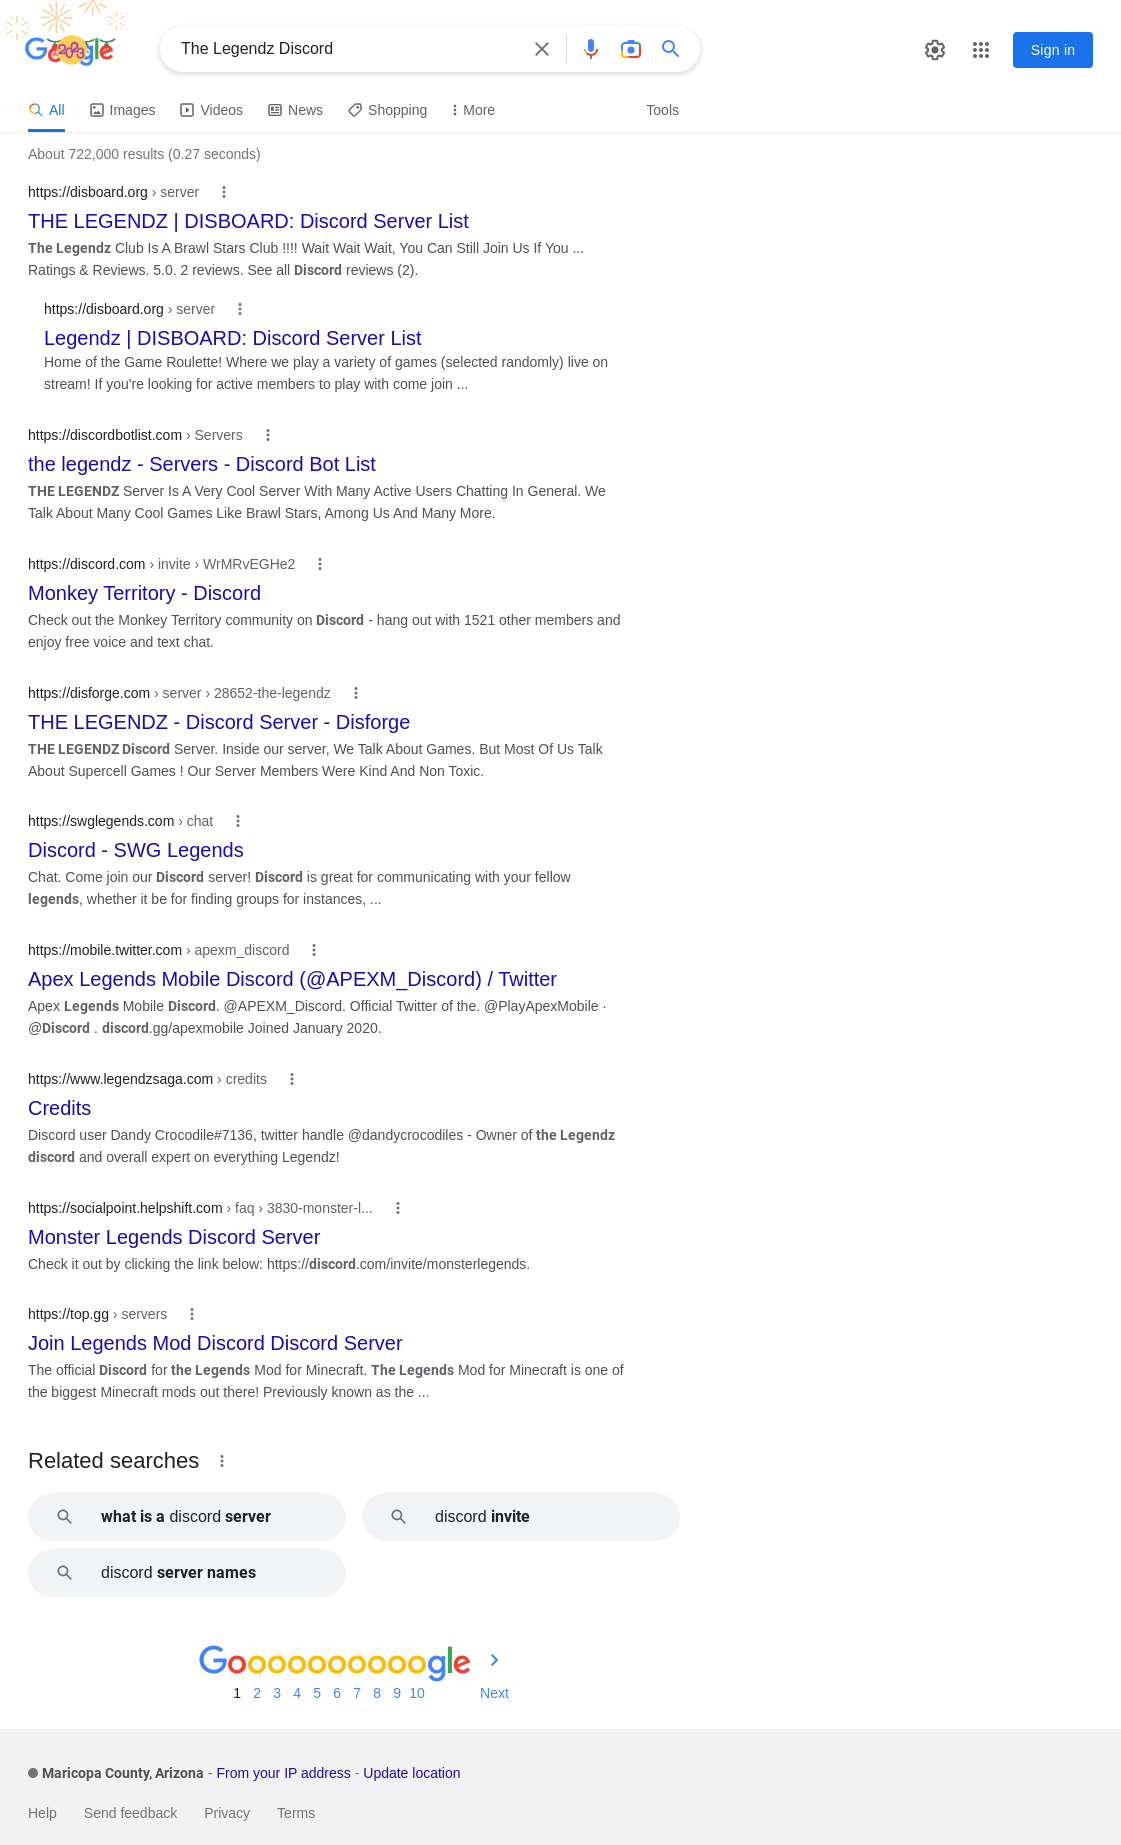 Google
2023
The Legendz Discord
Sign in
All
Images
Videos
News
Shopping
More
Tools
About 722,000 results (0.27 seconds)
https://disboard.org › server
THE LEGENDZ | DISBOARD: Discord Server List
The Legendz Club Is A Brawl Stars Club !!!! Wait Wait Wait, You Can Still Join Us If You ...
Ratings & Reviews. 5.0. 2 reviews. See all Discord reviews (2).
https://disboard.org › server
Legendz | DISBOARD: Discord Server List
Home of the Game Roulette! Where we play a variety of games (selected randomly) live on
stream! If you're looking for active members to play with come join ...
https://discordbotlist.com › Servers
the legendz - Servers - Discord Bot List
THE LEGENDZ Server Is A Very Cool Server With Many Active Users Chatting In General. We
Talk About Many Cool Games Like Brawl Stars, Among Us And Many More.
https://discord.com › invite › WrMRvEGHe2
Monkey Territory - Discord
Check out the Monkey Territory community on Discord - hang out with 1521 other members and
enjoy free voice and text chat.
https://disforge.com › server › 28652-the-legendz
THE LEGENDZ - Discord Server - Disforge
THE LEGENDZ Discord Server. Inside our server, We Talk About Games. But Most Of Us Talk
About Supercell Games ! Our Server Members Were Kind And Non Toxic.
https://swglegends.com › chat
Discord - SWG Legends
Chat. Come join our Discord server! Discord is great for communicating with your fellow
legends, whether it be for finding groups for instances, ...
https://mobile.twitter.com › apexm_discord
Apex Legends Mobile Discord (@APEXM_Discord) / Twitter
Apex Legends Mobile Discord. @APEXM_Discord. Official Twitter of the. @PlayApexMobile ·
@Discord . discord.gg/apexmobile Joined January 2020.
https://www.legendzsaga.com › credits
Credits
Discord user Dandy Crocodile#7136, twitter handle @dandycrocodiles - Owner of the Legendz
discord and overall expert on everything Legendz!
https://socialpoint.helpshift.com › faq › 3830-monster-l...
Monster Legends Discord Server
Check it out by clicking the link below: https://discord.com/invite/monsterlegends.
https://top.gg › servers
Join Legends Mod Discord Discord Server
The official Discord for the Legends Mod for Minecraft. The Legends Mod for Minecraft is one of
the biggest Minecraft mods out there! Previously known as the ...
Related searches
what is a discord server
discord invite
discord server names
Goooooooooogle
1 2 3 4 5 6 7 8 9 10 Next
Maricopa County, Arizona - From your IP address - Update location
Help Send feedback Privacy Terms